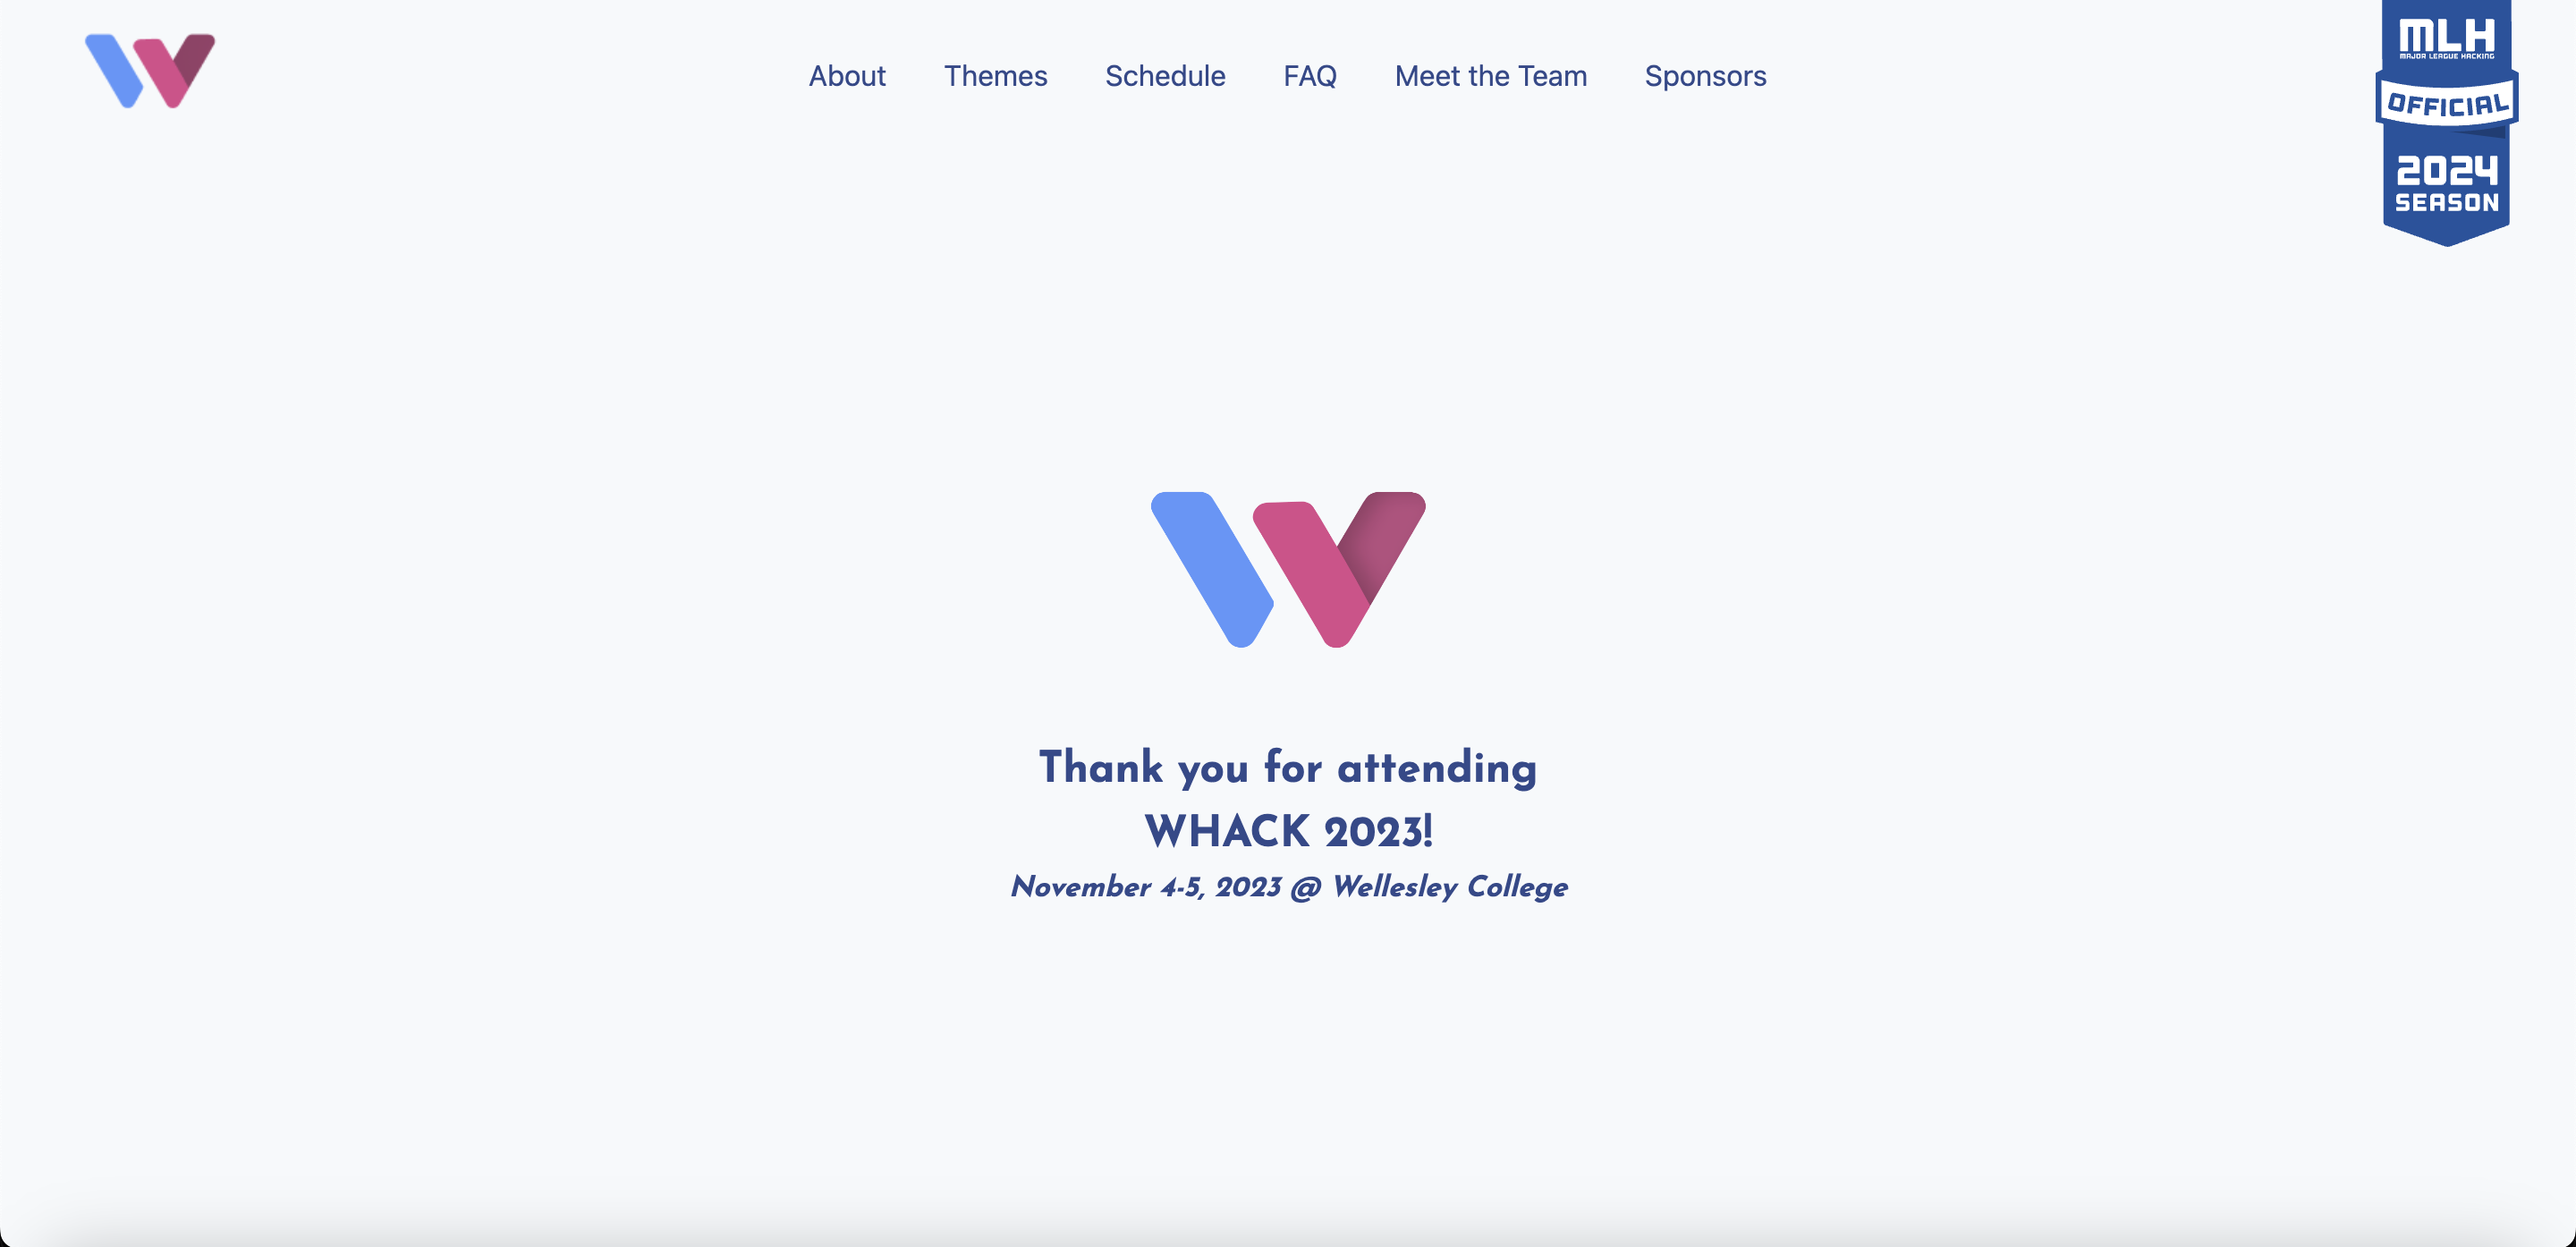 About
Themes
Schedule
FAQ
Meet the Team
Sponsors
MLH
MAJOR LEAGUE HACKING
OFFICIAL
2024
SEASON
Thank you for attending
WHACK 2023!
November 4-5, 2023 @ Wellesley College